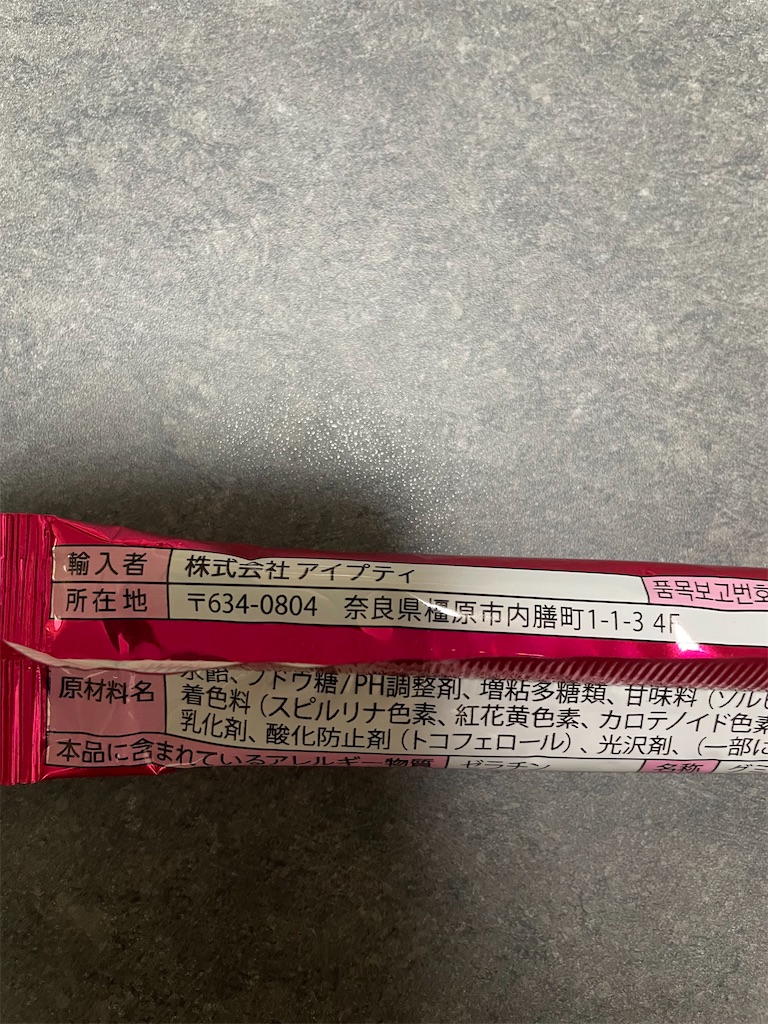 輸入者 株式会社 アイプティ 품목보고번호
所在地 〒634-0804 奈良県橿原市内膳町1-1-3 4F
原材料名 水飴、ブドウ糖/PH調整剤、増粘多糖類、甘味料（ソルビ
着色料（スピルリナ色素、紅花黄色素、カロテノイド色素
乳化剤、酸化防止剤（トコフェロール）、光沢剤、（一部に
本品に含まれているアレルギー物質 ゼラチン 名称 グミ